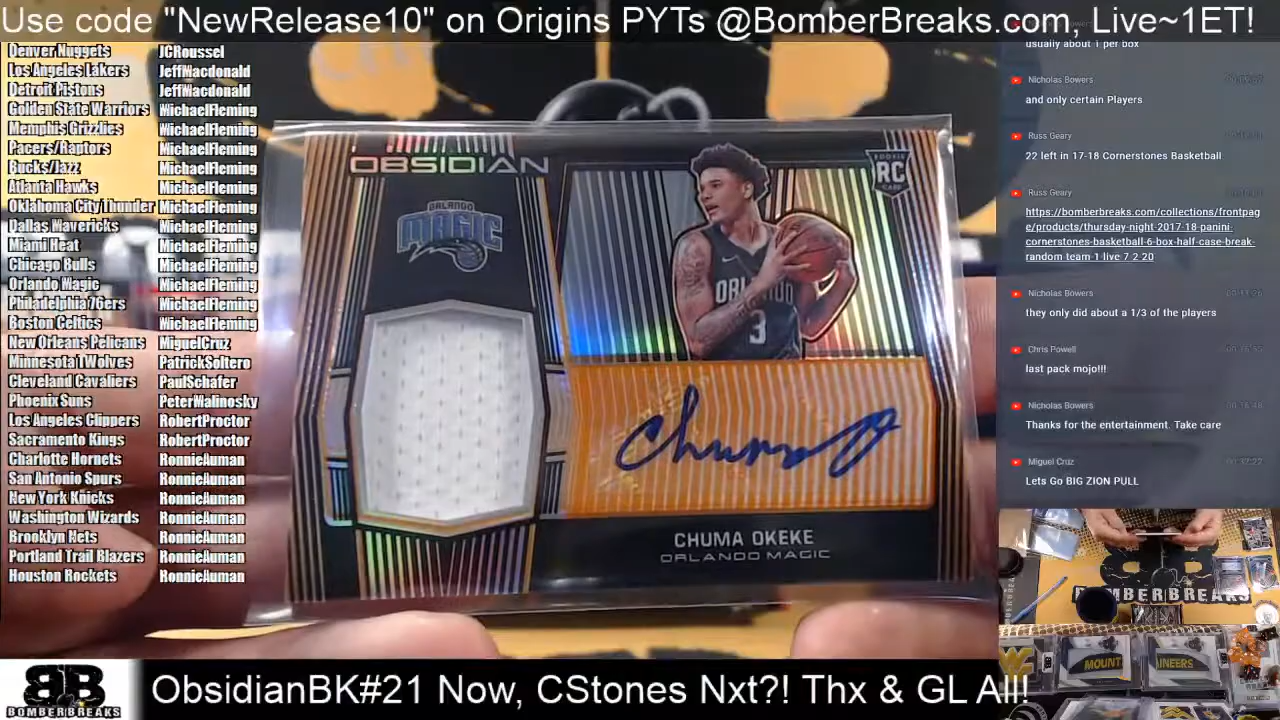 Use code "NewRelease10" on Origins PYTs @BomberBreaks.com, Live~1ET!
Denver Nuggets JGRoussel
Los Angeles Lakers JeffMacdonald
Detroit Pistons JeffMacdonald
Golden State Warriors MichaelFleming
Memphis Grizzlies MichaelFleming
Pacers/Raptors MichaelFleming
Bucks/Jazz MichaelFleming
Atlanta Hawks MichaelFleming
Oklahoma City Thunder MichaelFleming
Dallas Mavericks MichaelFleming
Miami Heat MichaelFleming
Chicago Bulls MichaelFleming
Orlando Magic MichaelFleming
Philadelphia 76ers MichaelFleming
Boston Celtics MichaelFleming
New Orleans Pelicans MiguelCruz
Minnesota TWolves PatrickSoltero
Cleveland Cavaliers PaulSchafer
Phoenix Suns PeterMalinosky
Los Angeles Clippers RobertProctor
Sacramento Kings RobertProctor
Charlotte Hornets RonnieAuman
San Antonio Spurs RonnieAuman
New York Knicks RonnieAuman
Washington Wizards RonnieAuman
Brooklyn Nets RonnieAuman
Portland Trail Blazers RonnieAuman
Houston Rockets RonnieAuman
OBSIDIAN
ROOKIE
RC
CARD
ORLANDO
MAGIC
ORLANDO
3
Chuma O
CHUMA OKEKE
ORLANDO MAGIC
usually about 1 per box
Nicholas Bowers
and only certain Players
Russ Geary
22 left in 17-18 Cornerstones Basketball
Russ Geary
https://bomberbreaks.com/collections/frontpag
e/products/thursday-night-2017-18-panini-
cornerstones-basketball-6-box-half-case-break-
random-team-1-live-7-2-20
Nicholas Bowers
they only did about a 1/3 of the players
Chris Powell
last pack mojo!!!
Nicholas Bowers
Thanks for the entertainment. Take care
Miguel Cruz
Lets Go BIG ZION PULL
BOMBERBREAKS
MOUNT
INEERS
BB
BOMBERBREAKS
ObsidianBK#21 Now, CStones Nxt?! Thx & GL All!